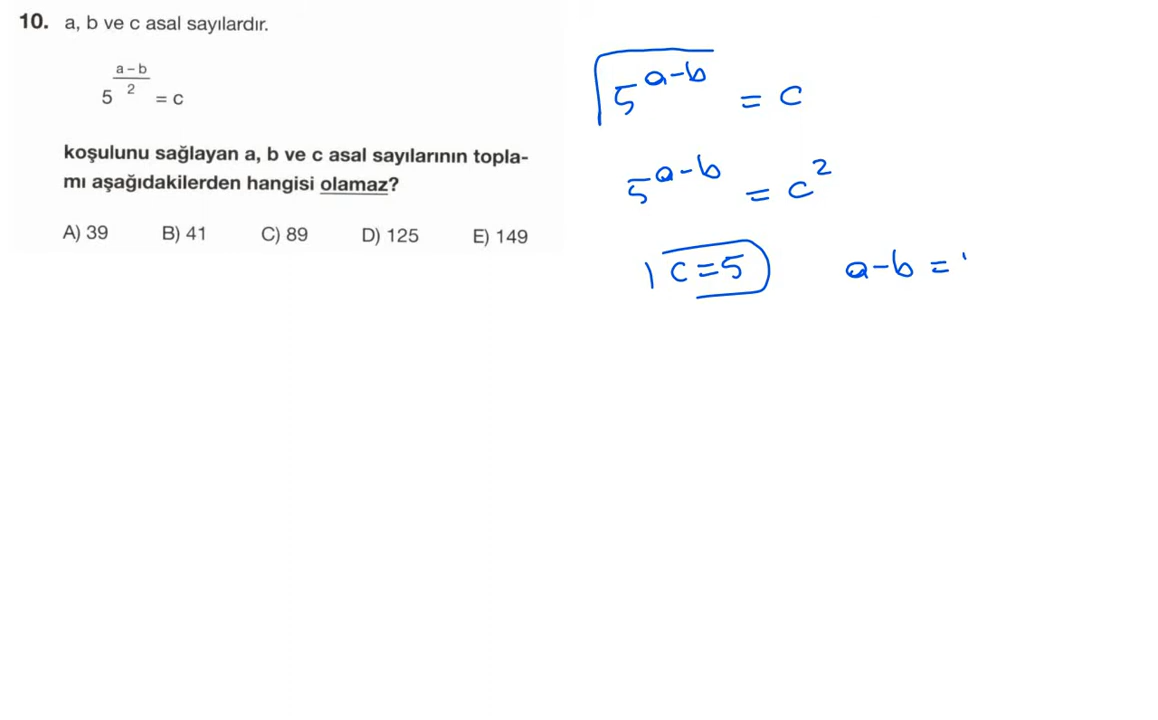 10. a, b ve c asal sayılardır.
5^((a-b)/2) = c
koşulunu sağlayan a, b ve c asal sayılarının topla-
mı aşağıdakilerden hangisi olamaz?
A) 39 B) 41 C) 89 D) 125 E) 149
√5^(a-b) = c
5^(a-b) = c²
c=5 a-b =